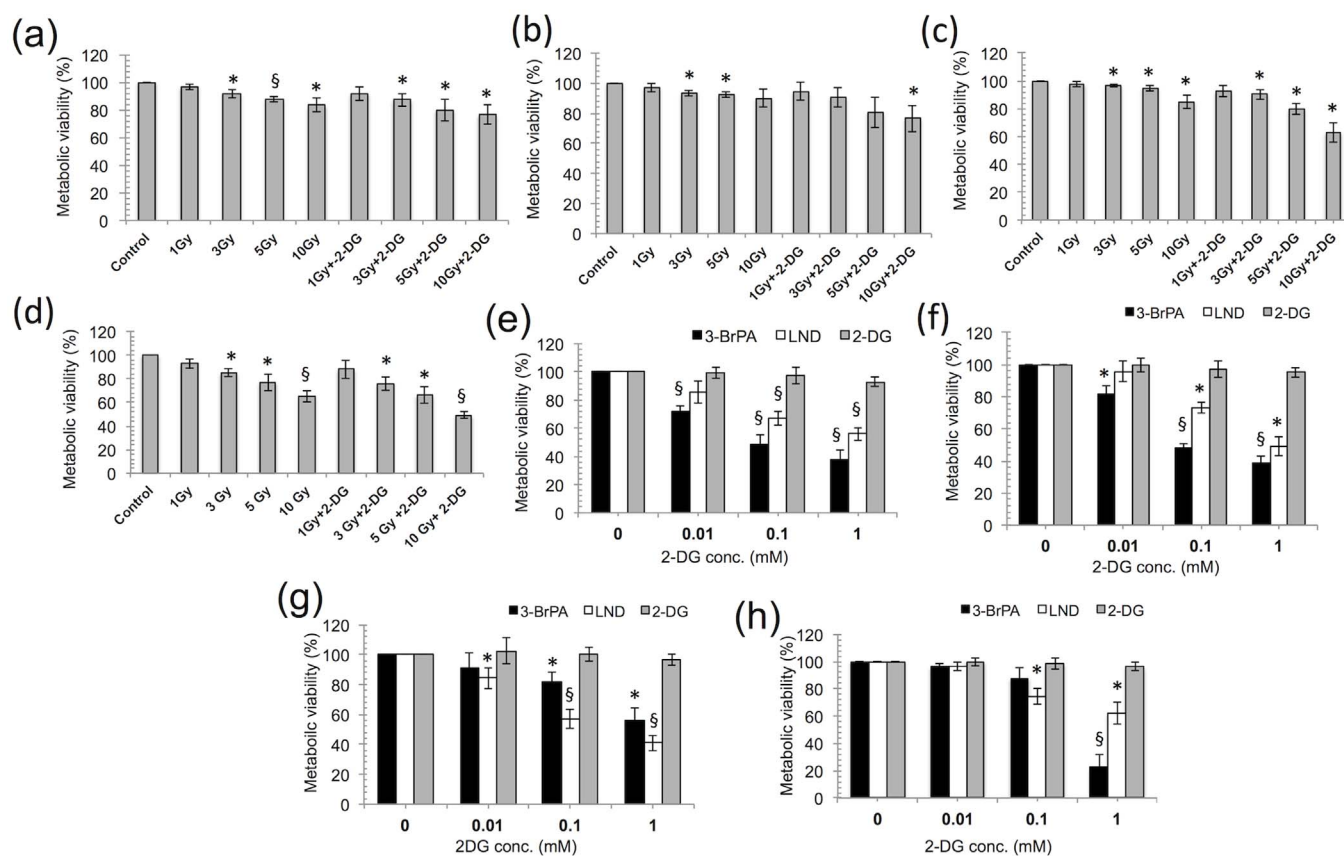 (a)
Metabolic viability (%)
120
100
80
60
40
20
0
* § * * * *
Control 1Gy 3Gy 5Gy 10Gy 1Gy+2-DG 3Gy+2-DG 5Gy+2-DG 10Gy+2-DG
(b)
Metabolic viability (%)
120
100
80
60
40
20
0
* * *
Control 1Gy 3Gy 5Gy 10Gy 1Gy+2-DG 3Gy+2-DG 5Gy+2-DG 10Gy+2-DG
(c)
Metabolic viability (%)
120
100
80
60
40
20
0
* * * * * *
Control 1Gy 3Gy 5Gy 10Gy 1Gy+2-DG 3Gy+2-DG 5Gy+2-DG 10Gy+2-DG
(d)
Metabolic viability (%)
120
100
80
60
40
20
0
* * § * * §
Control 1Gy 3 Gy 5 Gy 10 Gy 1Gy+2-DG 3 Gy+2-DG 5 Gy +2-DG 10 Gy+ 2-DG
(e)
3-BrPA LND 2-DG
Metabolic viability (%)
120
100
80
60
40
20
0
§ § § § §
0 0.01 0.1 1
2-DG conc. (mM)
(f)
3-BrPA LND 2-DG
Metabolic viability (%)
120
100
80
60
40
20
0
* § * § *
0 0.01 0.1 1
2-DG conc. (mM)
(g)
3-BrPA LND 2-DG
Metaboilc viability (%)
120
100
80
60
40
20
0
* * § * §
0 0.01 0.1 1
2DG conc. (mM)
(h)
3-BrPA LND 2-DG
Metabolic viability (%)
120
100
80
60
40
20
0
* § *
0 0.01 0.1 1
2-DG conc. (mM)